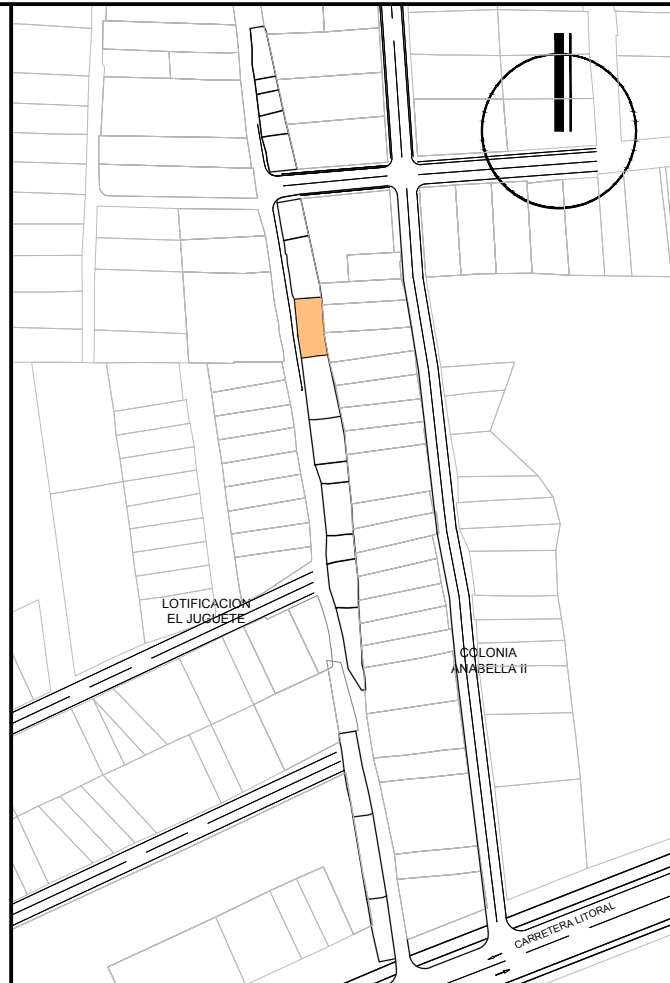 LOTIFICACION
EL JUGUETE
COLONIA
ANABELLA II
CARRETERA LITORAL